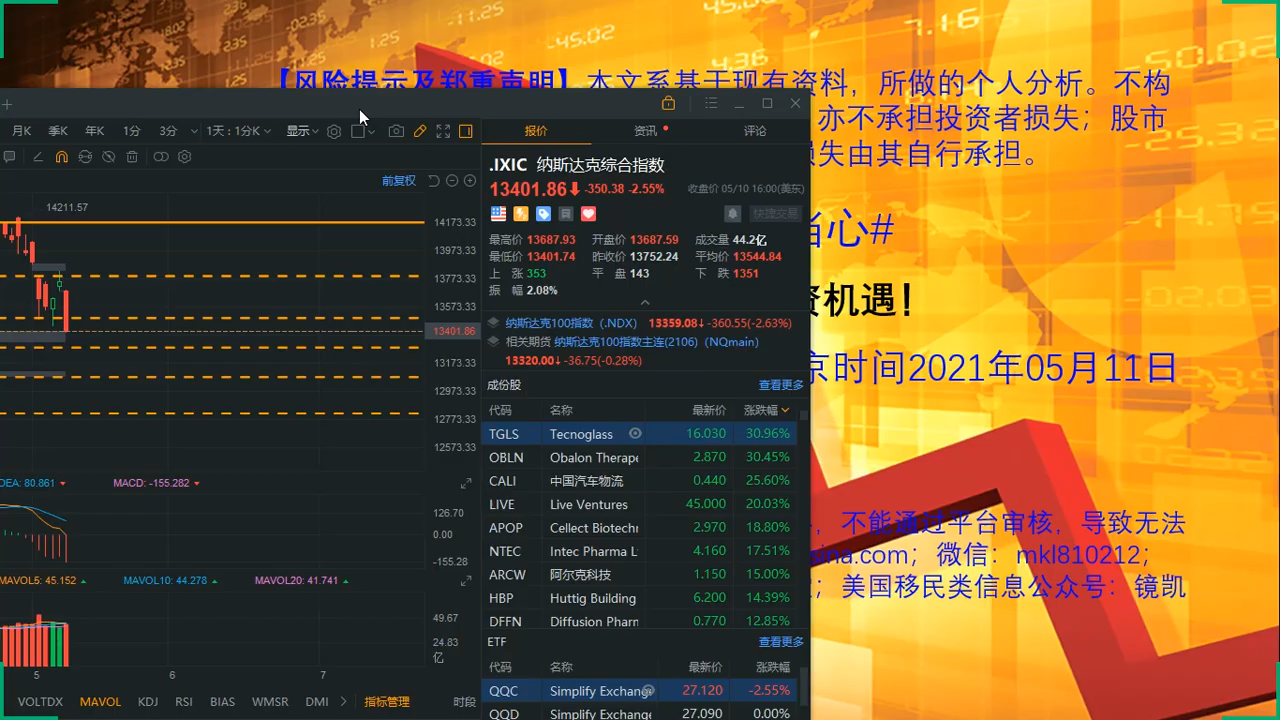 【风险提示及郑重声明】本文系基于现有资料，所做的个人分析。不构
亦不承担投资者损失；股市
损失由其自行承担。
当心#
资机遇！
京时间2021年05月11日
，不能通过平台审核，导致无法
sina.com；微信：mkl810212；
；美国移民类信息公众号：镜凯
月K 季K 年K 1分 3分 1天：1分K 显示
前复权
14211.57
14173.33
13973.33
13773.33
13573.33
13401.86
13173.33
12973.33
12773.33
12573.33
DEA: 80.861 MACD: -155.282
126.70
0.00
-155.28
MAVOL5: 45.152 MAVOL10: 44.278 MAVOL20: 41.741
49.67
24.83
亿
5 6 7
VOLTDX MAVOL KDJ RSI BIAS WMSR DMI 指标管理 时段
报价 资讯 评论
.IXIC 纳斯达克综合指数
13401.86 -350.38 -2.55% 收盘价 05/10 16:00(美东)
快捷交易
最高价 13687.93 开盘价 13687.59 成交量 44.2亿
最低价 13401.74 昨收价 13752.24 平均价 13544.84
上涨 353 平盘 143 下跌 1351
振幅 2.08%
纳斯达克100指数 (.NDX) 13359.08↓ -360.55(-2.63%)
相关期货 纳斯达克100指数主连(2106) (NQmain)
13320.00↓ -36.75(-0.28%)
成份股 查看更多
代码 名称 最新价 涨跌幅
TGLS Tecnoglass 16.030 30.96%
OBLN Obalon Therape 2.870 30.45%
CALI 中国汽车物流 0.440 25.60%
LIVE Live Ventures 45.000 20.03%
APOP Cellect Biotech 2.970 18.80%
NTEC Intec Pharma L 4.160 17.51%
ARCW 阿尔克科技 1.150 15.00%
HBP Huttig Building 6.200 14.39%
DFFN Diffusion Pharm 0.770 12.85%
ETF 查看更多
代码 名称 最新价 涨跌幅
QQC Simplify Exchang 27.120 -2.55%
QQD Simplify Exchang 27.090 0.00%